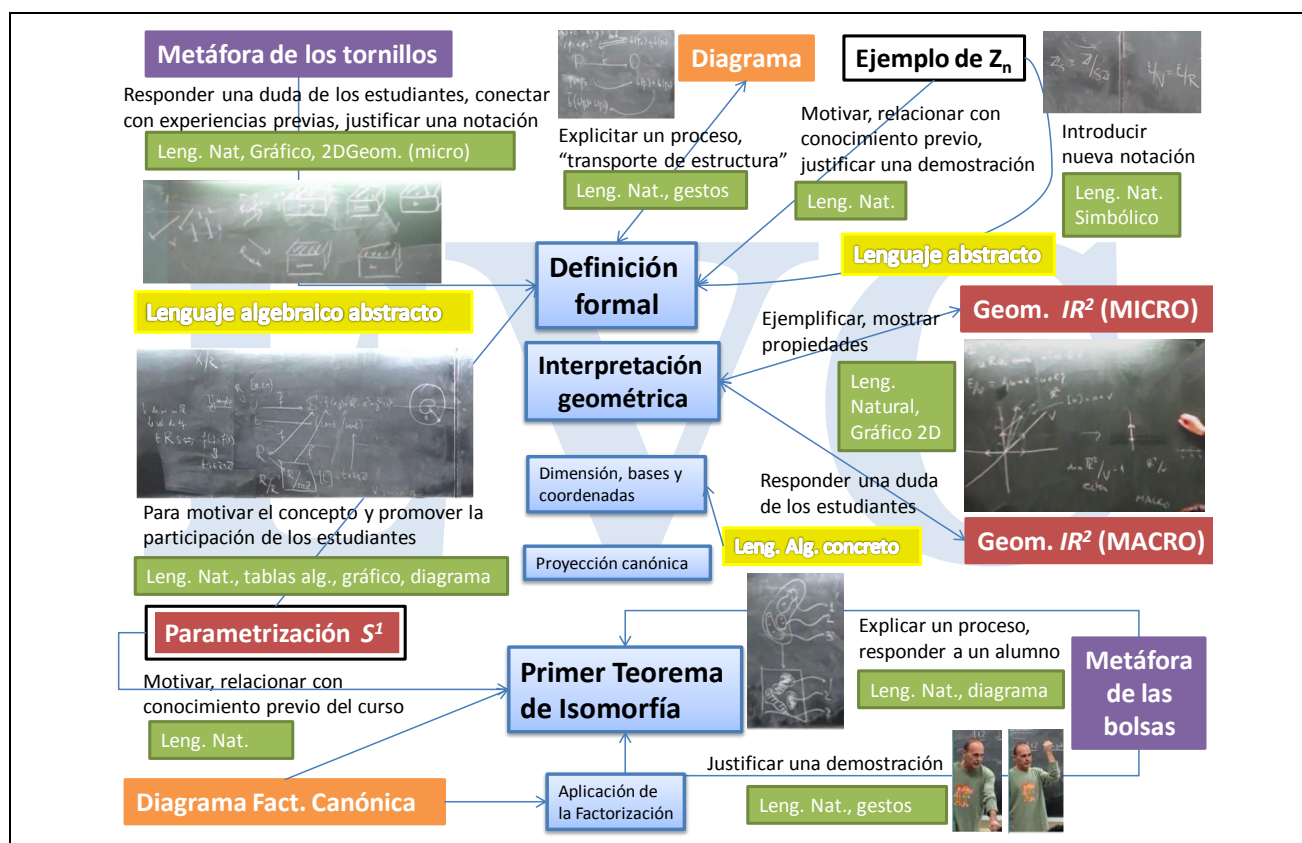 Metáfora de los tornillos
Responder una duda de los estudiantes, conectar
con experiencias previas, justificar una notación
Leng. Nat, Gráfico, 2DGeom. (micro)
Lenguaje algebraico abstracto
Para motivar el concepto y promover la
participación de los estudiantes
Leng. Nat., tablas alg., gráfico, diagrama
Parametrización S¹
Motivar, relacionar con
conocimiento previo del curso
Leng. Nat.
Diagrama Fact. Canónica
Diagrama
Explicitar un proceso,
“transporte de estructura”
Leng. Nat., gestos
Ejemplo de Zₙ
Motivar, relacionar con
conocimiento previo,
justificar una demostración
Leng. Nat.
Introducir
nueva notación
Leng. Nat.
Simbólico
Lenguaje abstracto
Definición
formal
Interpretación
geométrica
Dimensión, bases y
coordenadas
Proyección canónica
Ejemplificar, mostrar
propiedades
Leng.
Natural,
Gráfico 2D
Geom. IR² (MICRO)
MACRO
Responder una duda
de los estudiantes
Leng. Alg. concreto
Geom. IR² (MACRO)
Primer Teorema
de Isomorfía
Aplicación de
la Factorización
1
2
3
Explicar un proceso,
responder a un alumno
Leng. Nat., diagrama
Metáfora
de las
bolsas
Justificar una demostración
Leng. Nat., gestos
EVC